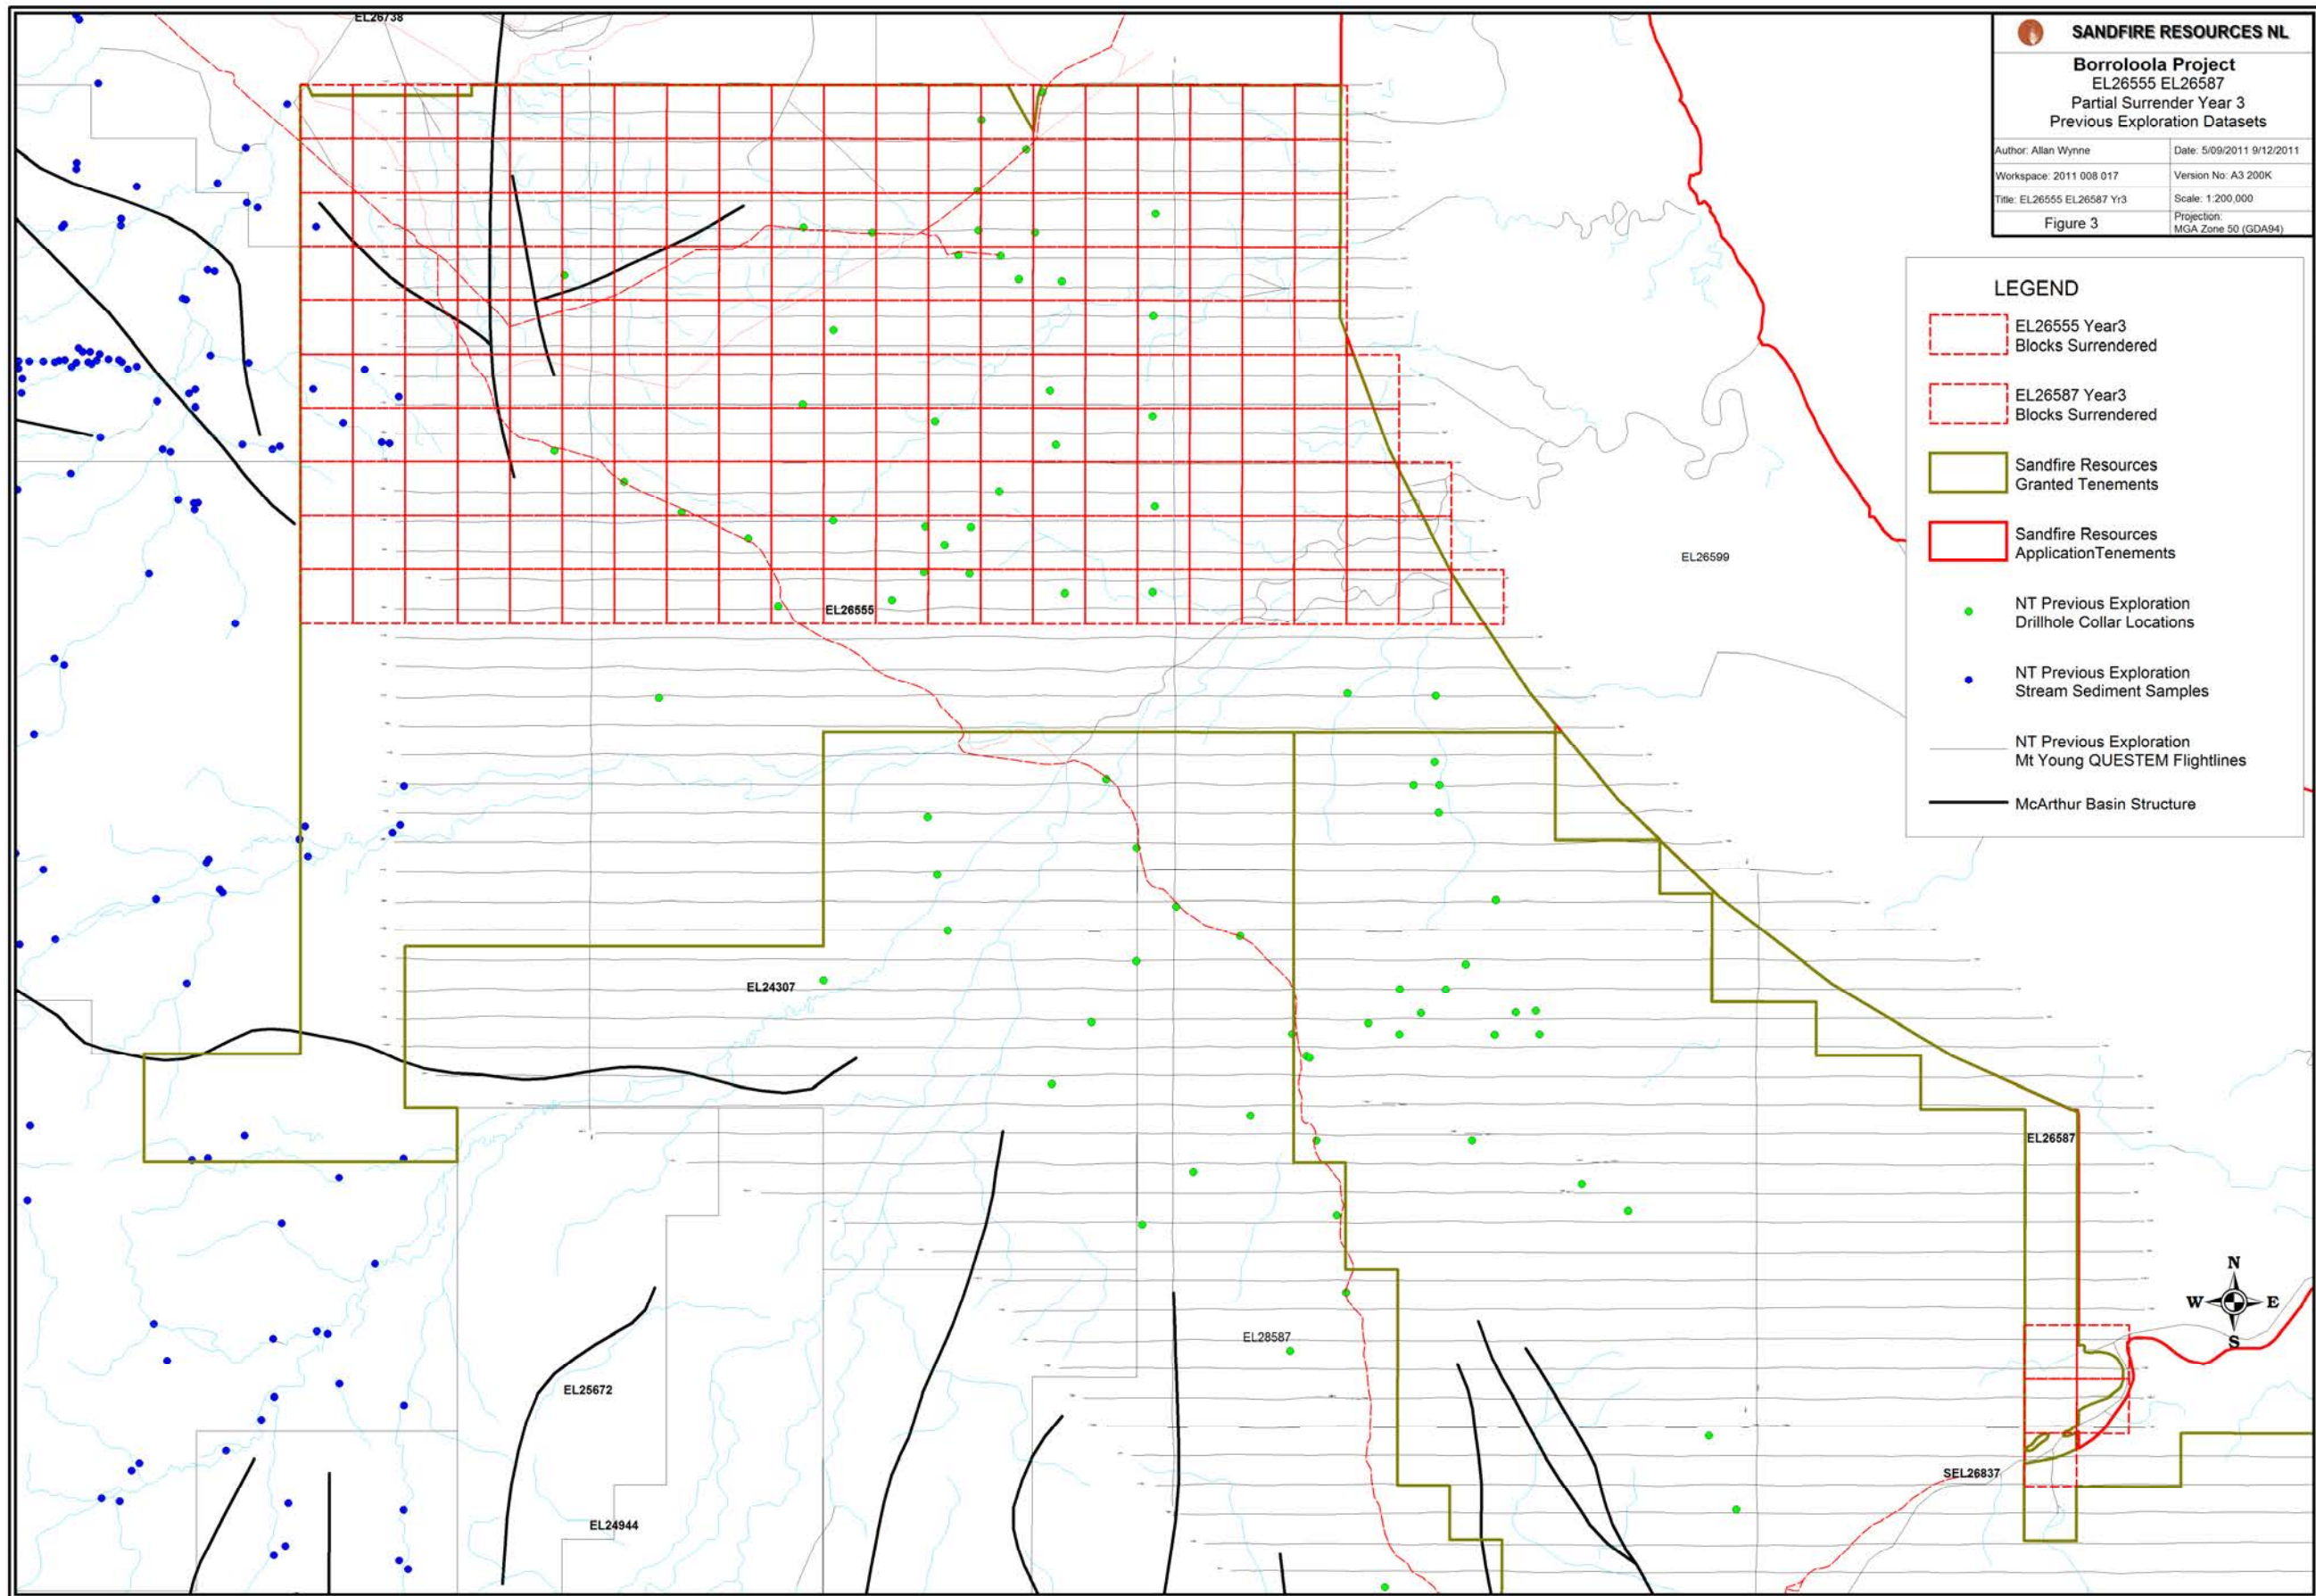 EL26738
SANDFIRE RESOURCES NL
Borroloola Project
EL26555 EL26587
Partial Surrender Year 3
Previous Exploration Datasets
Author: Allan Wynne
Date: 5/09/2011 9/12/2011
Workspace: 2011 008 017
Version No: A3 200K
Title: EL26555 EL26587 Yr3
Scale: 1:200,000
Figure 3
Projection:
MGA Zone 50 (GDA94)
LEGEND
EL26555 Year3
Blocks Surrendered
EL26587 Year3
Blocks Surrendered
Sandfire Resources
Granted Tenements
Sandfire Resources
ApplicationTenements
NT Previous Exploration
Drillhole Collar Locations
NT Previous Exploration
Stream Sediment Samples
NT Previous Exploration
Mt Young QUESTEM Flightlines
McArthur Basin Structure
EL26599
EL26555
EL24307
EL26587
N
W E
S
EL28587
EL25672
SEL26837
EL24944